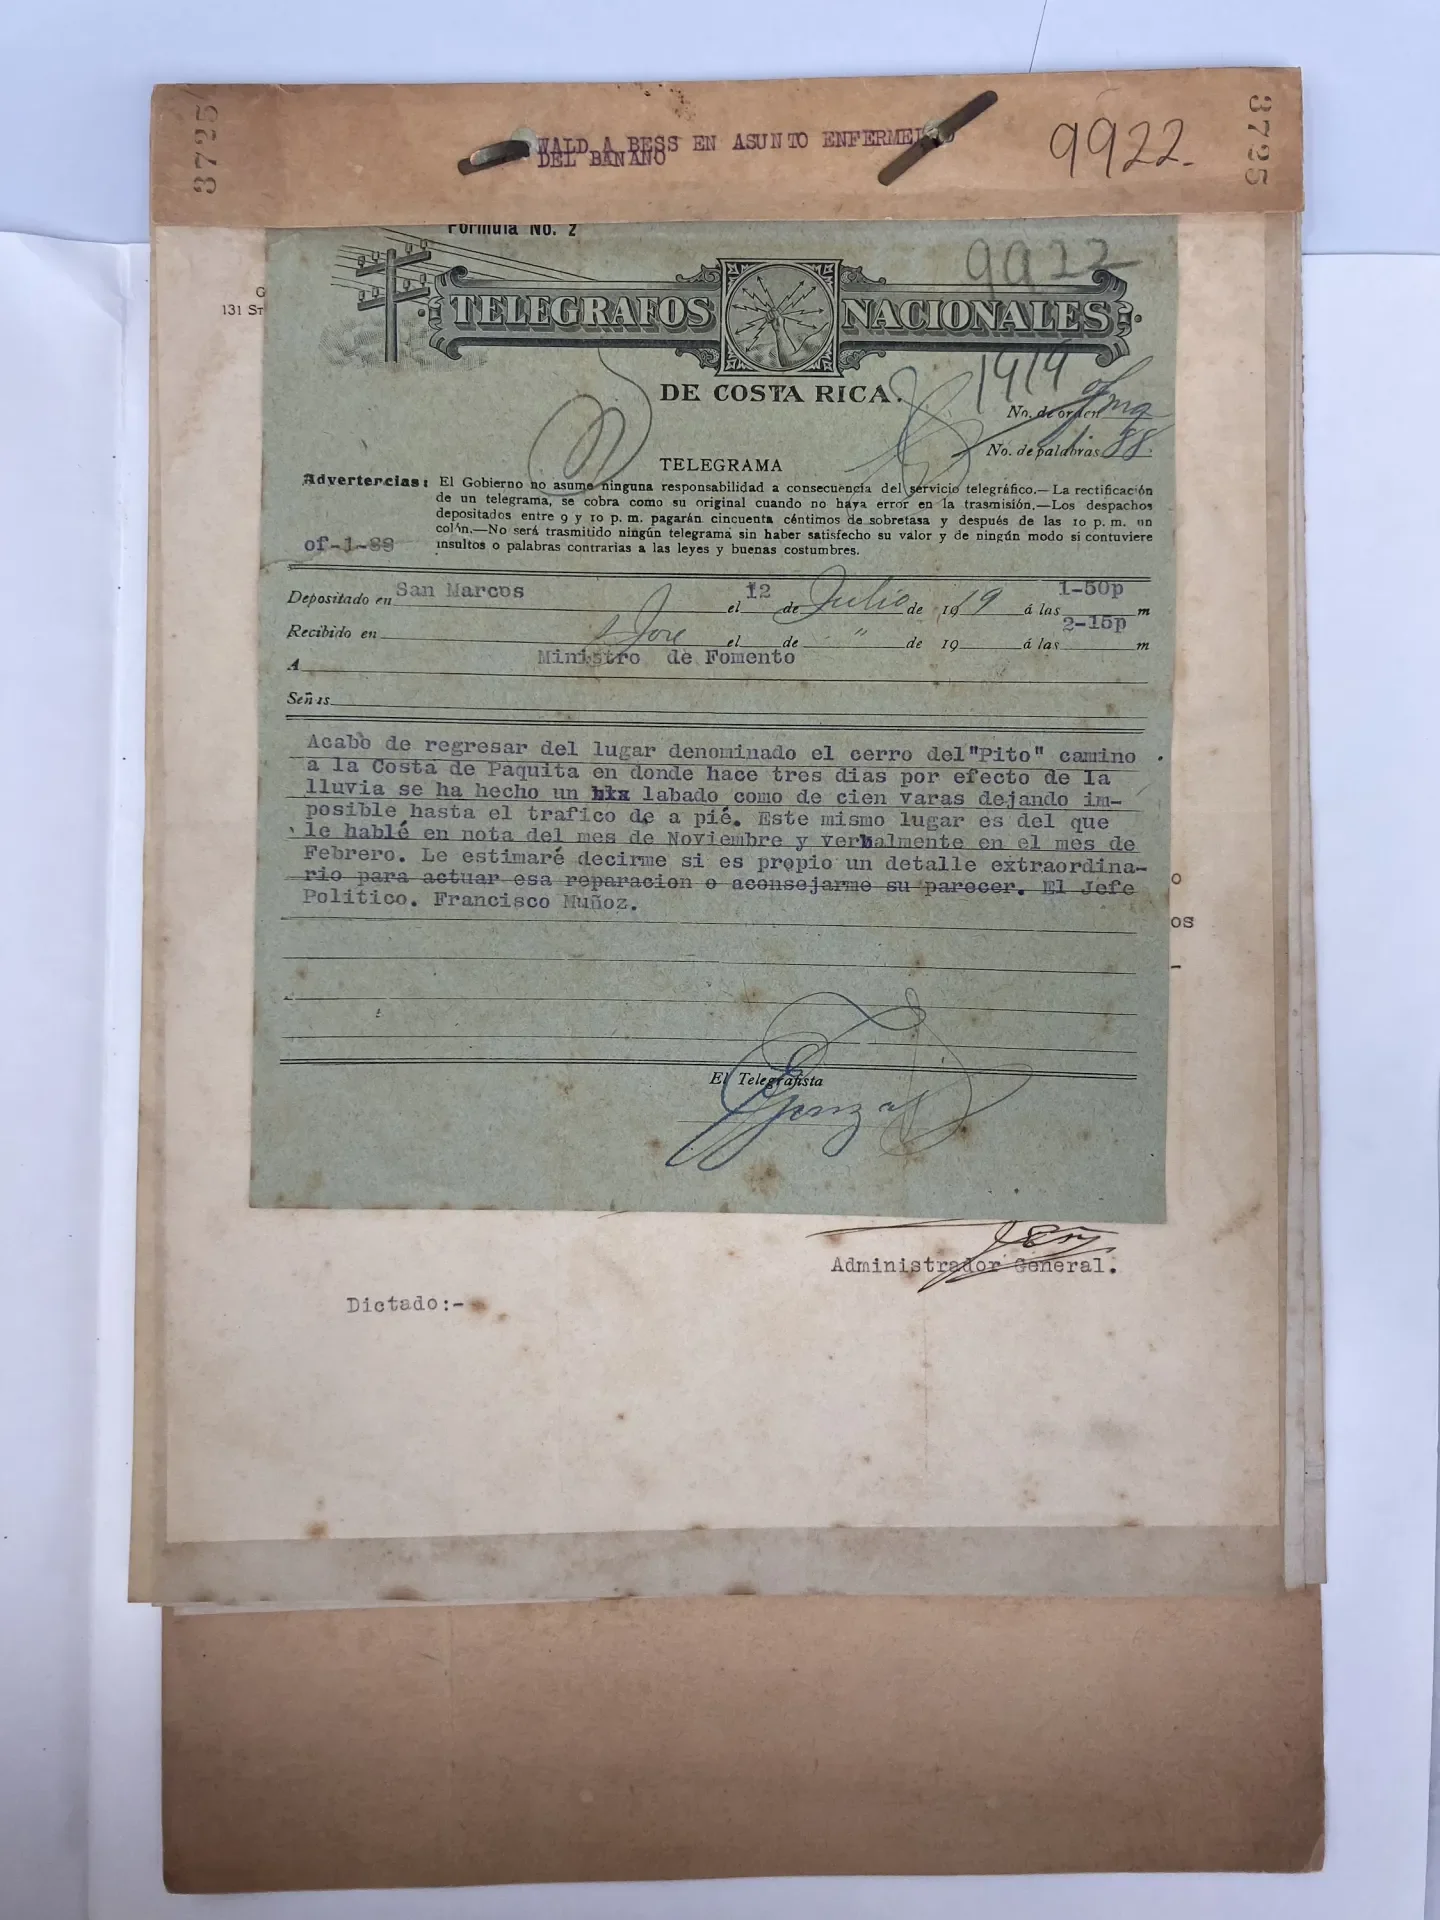 3725
WALD A BESS EN ASUNTO ENFERME
DEL BANANO
9922.
3725
Formula No. 2
9922
G
131 ST
TELEGRAFOS NACIONALES
DE COSTA RICA.
1919
No. de orden
No. de palabras 88.
TELEGRAMA
Advertencias: El Gobierno no asume ninguna responsabilidad a consecuencia del servicio telegráfico.—La rectificación
de un telegrama, se cobra como su original cuando no haya error en la trasmisión.—Los despachos
depositados entre 9 y 10 p. m. pagarán cincuenta céntimos de sobretasa y después de las 10 p. m. un
colón.—No será trasmitido ningún telegrama sin haber satisfecho su valor y de ningún modo si contuviere
insultos o palabras contrarias a las leyes y buenas costumbres.
of-1-88
Depositado en San Marcos el 12 de Julio de 1919 á las 1-50p m
Recibido en S Jose el de " de 19 á las 2-15p m
A Ministro de Fomento
Señas
Acabo de regresar del lugar denominado el cerro del"Pito" camino
a la Costa de Paquita en donde hace tres dias por efecto de la
lluvia se ha hecho un labado como de cien varas dejando im-
posible hasta el trafico de a pié. Este mismo lugar es del que
le hablé en nota del mes de Noviembre y verbalmente en el mes de
Febrero. Le estimaré decirme si es propio un detalle extraordina-
rio para actuar esa reparacion o aconsejarme su parecer. El Jefe
Politico. Francisco Muñoz.
o
os
-
El Telegrafista
Administrador General.
Dictado:-